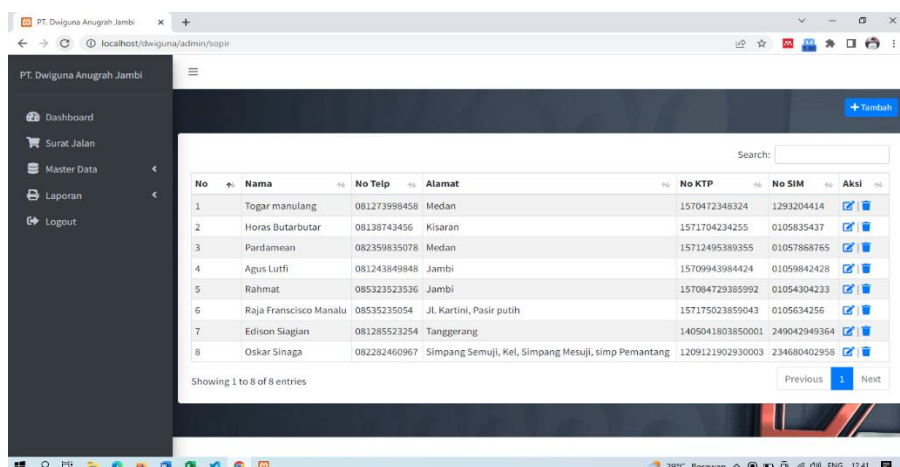 PT. Dwiguna Anugrah Jambi
localhost/dwiguna/admin/sopir
PT. Dwiguna Anugrah Jambi
Dashboard
Surat Jalan
Master Data
Laporan
Logout
+Tambah
Search:
No Nama No Telp Alamat No KTP No SIM Aksi
1 Togar manulang 081273998458 Medan 1570472348324 1293204414
2 Horas Butarbutar 08138743456 Kisaran 1571704234255 0105835437
3 Pardamean 082359835078 Medan 15712495389355 01057868765
4 Agus Lutfi 081243849848 Jambi 15709943984424 01059842428
5 Rahmat 085323523536 Jambi 157084729385992 01054304233
6 Raja Franscisco Manalu 08535235054 Jl. Kartini, Pasir putih 157175023859043 0105634256
7 Edison Siagian 081285523254 Tanggerang 1405041803850001 249042949364
8 Oskar Sinaga 082282460967 Simpang Semuji, Kel, Simpang Mesuji, simp Pemantang 1209121902930003 234680402958
Showing 1 to 8 of 8 entries
Previous 1 Next
29°C Berawan ENG 12.41